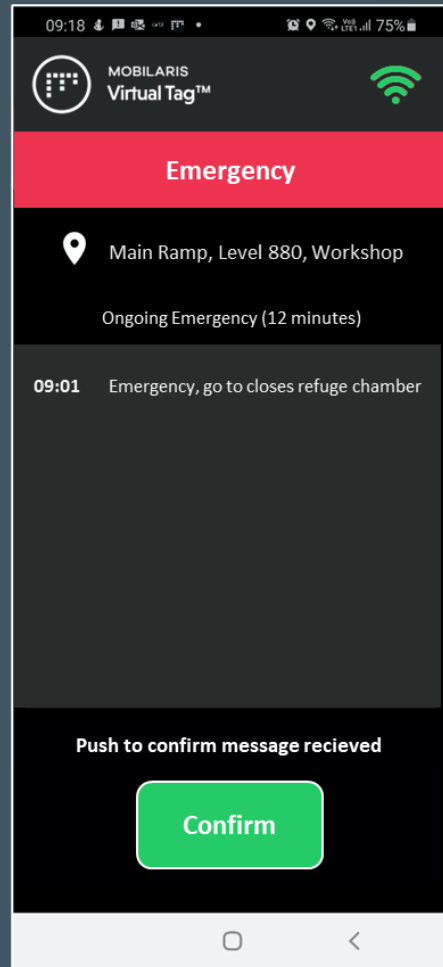 09:18 75%
MOBILARIS
Virtual Tag™
Emergency
Main Ramp, Level 880, Workshop
Ongoing Emergency (12 minutes)
09:01 Emergency, go to closes refuge chamber
Push to confirm message recieved
Confirm